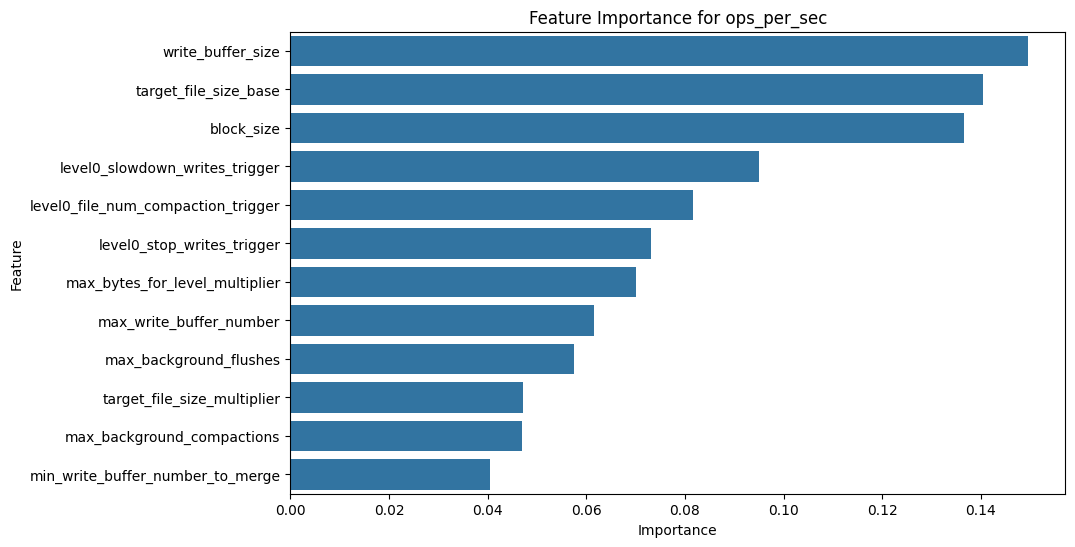 Feature Importance for ops_per_sec
Feature
write_buffer_size
target_file_size_base
block_size
level0_slowdown_writes_trigger
level0_file_num_compaction_trigger
level0_stop_writes_trigger
max_bytes_for_level_multiplier
max_write_buffer_number
max_background_flushes
target_file_size_multiplier
max_background_compactions
min_write_buffer_number_to_merge
0.00 0.02 0.04 0.06 0.08 0.10 0.12 0.14
Importance